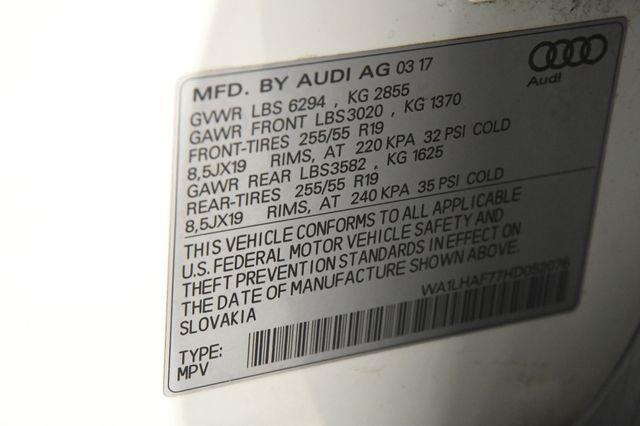 MFD. BY AUDI AG 03 17
Audi
GVWR LBS 6294 , KG 2855
GAWR FRONT LBS3020 , KG 1370
FRONT-TIRES 255/55 R19
8,5JX19 RIMS, AT 220 KPA 32 PSI COLD
GAWR REAR LBS3582 , KG 1625
REAR-TIRES 255/55 R19
8,5JX19 RIMS, AT 240 KPA 35 PSI COLD
THIS VEHICLE CONFORMS TO ALL APPLICABLE
U.S. FEDERAL MOTOR VEHICLE SAFETY AND
THEFT PREVENTION STANDARDS IN EFFECT ON
THE DATE OF MANUFACTURE SHOWN ABOVE.
SLOVAKIA
WA1LHAF77HD052076
TYPE:
MPV